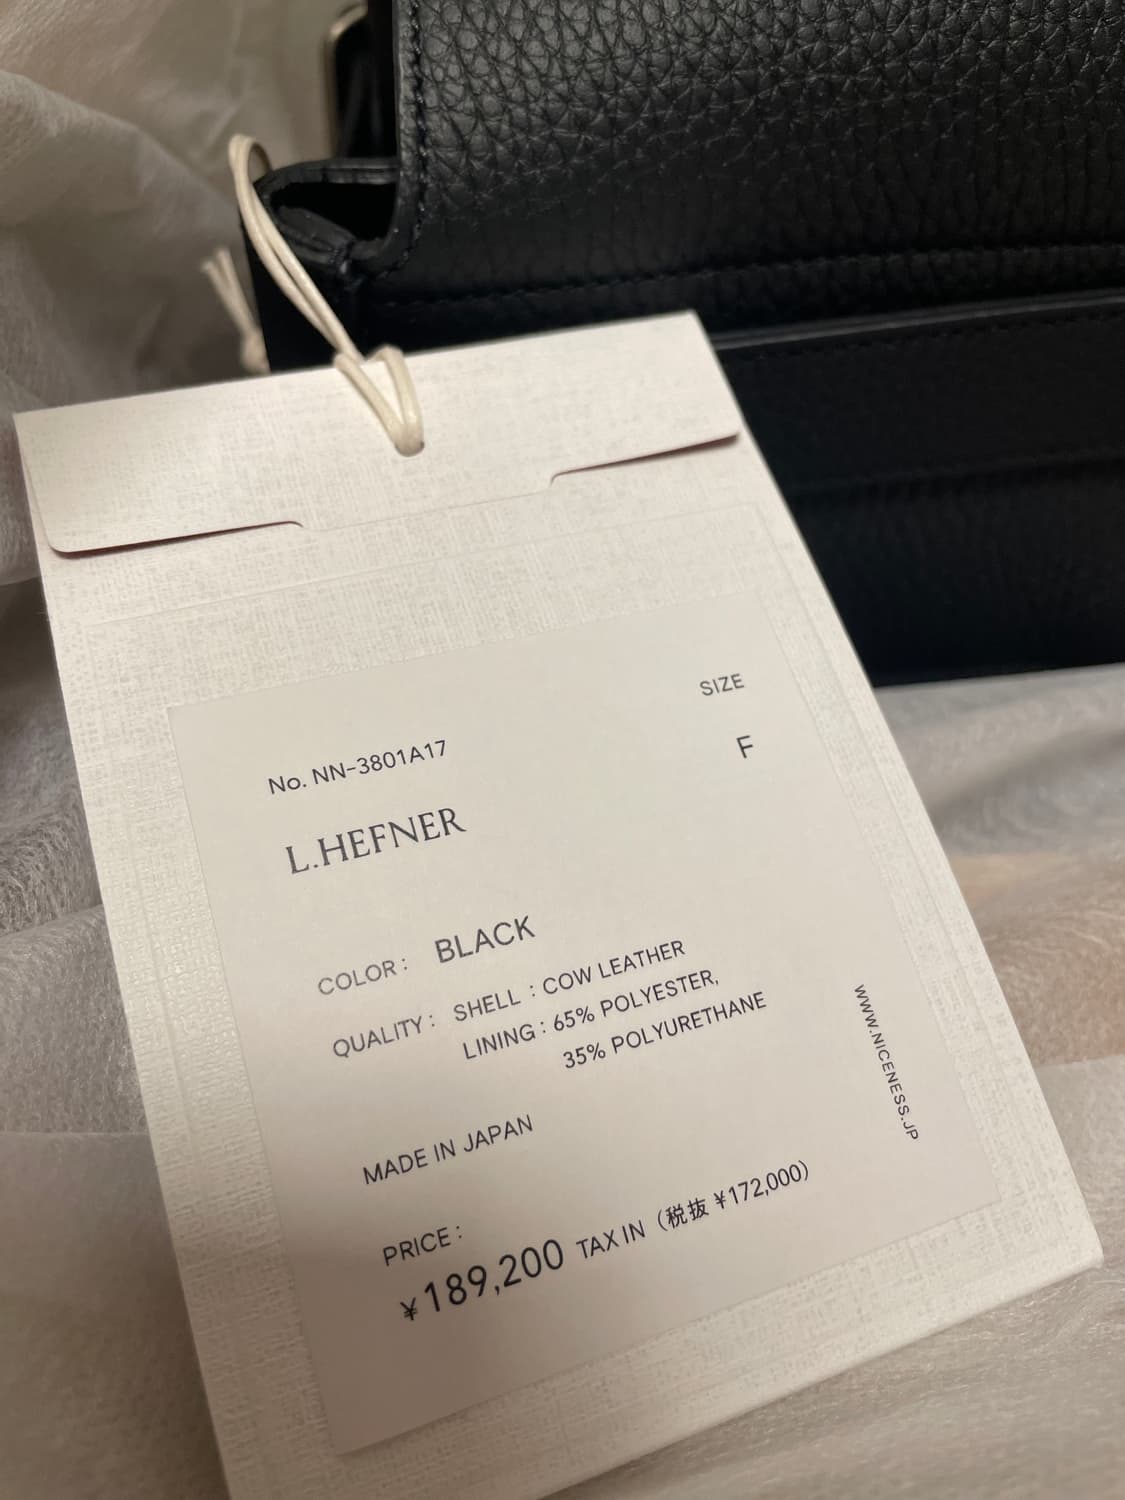 SIZE
No. NN-3801A17
F
L.HEFNER
COLOR : BLACK
QUALITY : SHELL : COW LEATHER
LINING : 65% POLYESTER,
35% POLYURETHANE
WWW.NICENESS.JP
MADE IN JAPAN
PRICE :
¥189,200 TAX IN（税抜 ¥172,000）